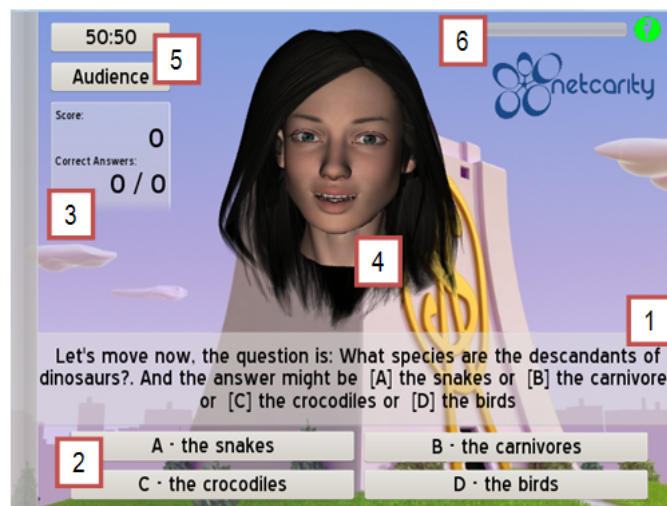 50:50
5
6
?
Audience
netcarity
Score:
0
Correct Answers:
0 / 0
3
4
1
Let's move now, the question is: What species are the descandants of
dinosaurs?. And the answer might be [A] the snakes or [B] the carnivore
or [C] the crocodiles or [D] the birds
2
A - the snakes
B - the carnivores
C - the crocodiles
D - the birds